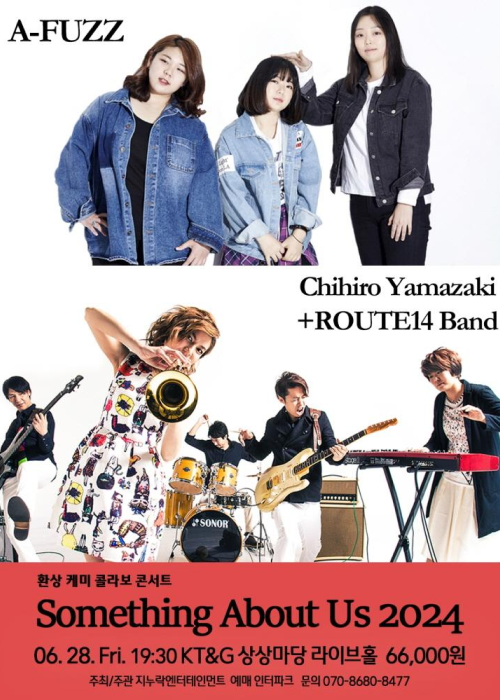 A-FUZZ
Chihiro Yamazaki
+ROUTE14 Band
SONOR
환상 케미 콜라보 콘서트
Something About Us 2024
06. 28. Fri. 19:30 KT&G 상상마당 라이브홀 66,000원
주최/주관 지누락엔터테인먼트 예매 인터파크 문의 070-8680-8477